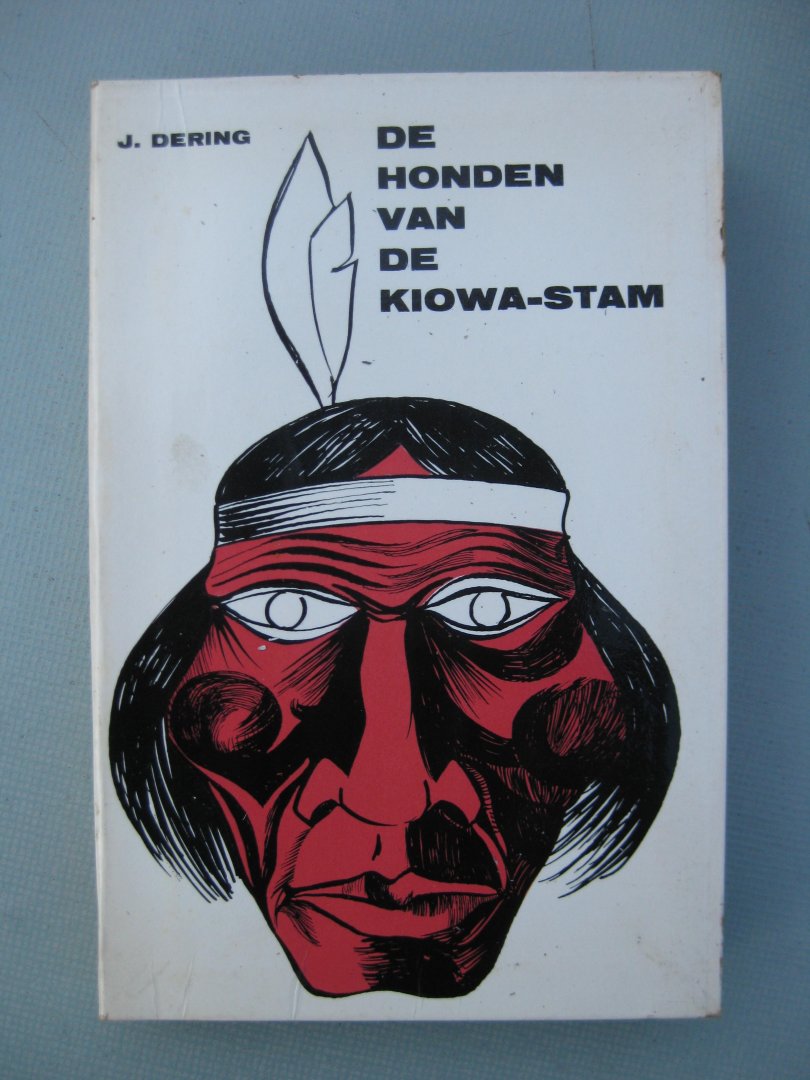 J. DERING
DE
HONDEN
VAN
DE
KIOWA-STAM